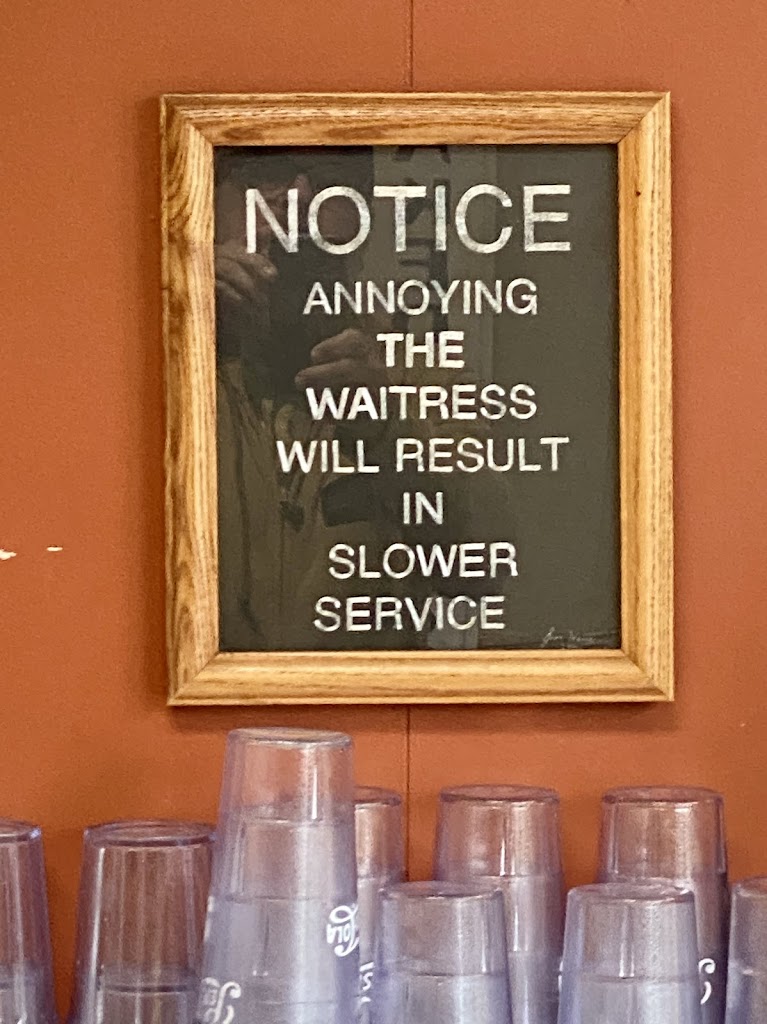 NOTICE
ANNOYING
THE
WAITRESS
WILL RESULT
IN
SLOWER
SERVICE